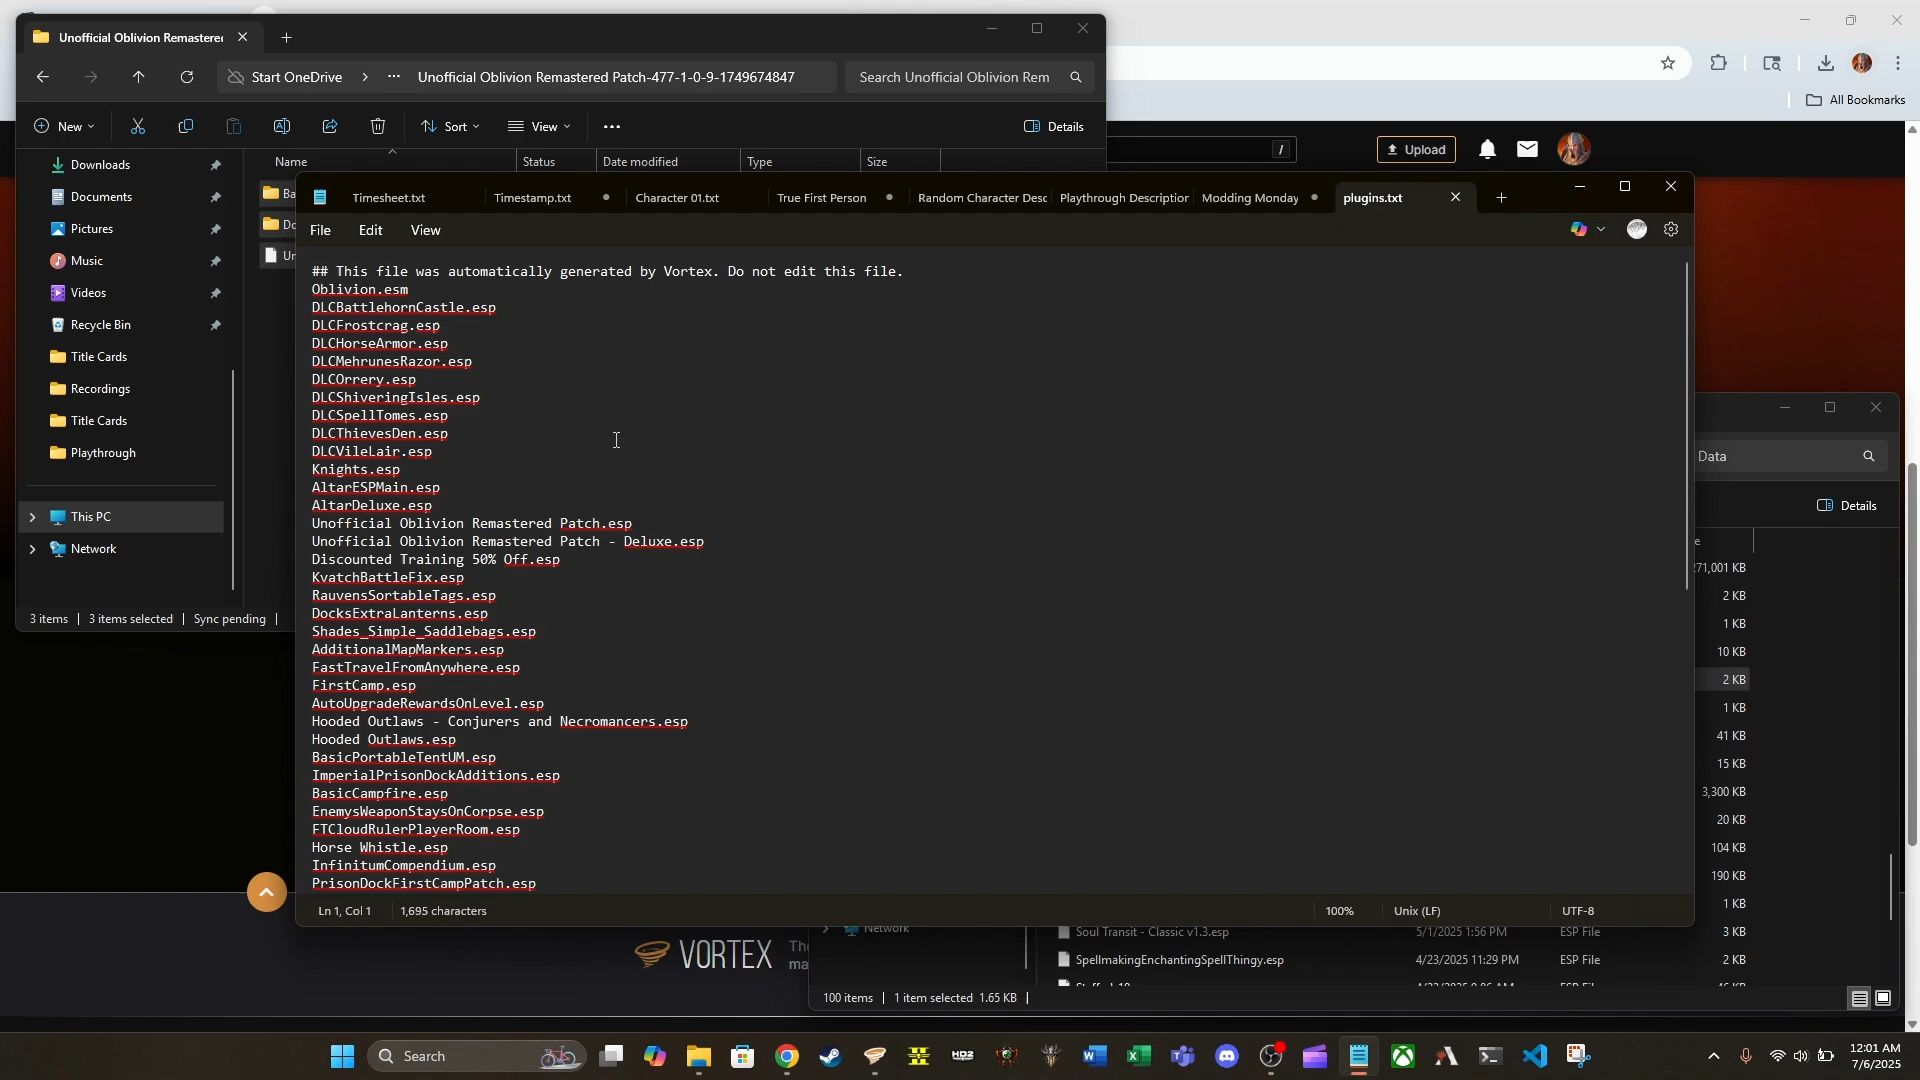 Unofficial Oblivion Remastered
Start OneDrive > ··· Unofficial Oblivion Remastered Patch-477-1-0-9-1749674847
Search Unofficial Oblivion Rem
New
Sort
View
Details
All Bookmarks
Name
Status
Date modified
Type
Size
/
Upload
Downloads
Documents
Pictures
Music
Videos
Recycle Bin
Title Cards
Recordings
Title Cards
Playthrough
This PC
Network
3 items
3 items selected
Sync pending
Ba
Do
Un
Timesheet.txt
Timestamp.txt
Character 01.txt
True First Person
Random Character Desc
Playthrough Description
Modding Monday
plugins.txt
File
Edit
View
## This file was automatically generated by Vortex. Do not edit this file.
Oblivion.esm
DLCBattlehornCastle.esp
DLCFrostcrag.esp
DLCHorseArmor.esp
DLCMehrunesRazor.esp
DLCOrrery.esp
DLCShiveringIsles.esp
DLCSpellTomes.esp
DLCThievesDen.esp
DLCVileLair.esp
Knights.esp
AltarESPMain.esp
AltarDeluxe.esp
Unofficial Oblivion Remastered Patch.esp
Unofficial Oblivion Remastered Patch - Deluxe.esp
Discounted Training 50% Off.esp
KvatchBattleFix.esp
RauvensSortableTags.esp
DocksExtraLanterns.esp
Shades_Simple_Saddlebags.esp
AdditionalMapMarkers.esp
FastTravelFromAnywhere.esp
FirstCamp.esp
AutoUpgradeRewardsOnLevel.esp
Hooded Outlaws - Conjurers and Necromancers.esp
Hooded Outlaws.esp
BasicPortableTentUM.esp
ImperialPrisonDockAdditions.esp
BasicCampfire.esp
EnemysWeaponStaysOnCorpse.esp
FTCloudRulerPlayerRoom.esp
Horse Whistle.esp
InfinitumCompendium.esp
PrisonDockFirstCampPatch.esp
Ln 1, Col 1
1,695 characters
100%
Unix (LF)
UTF-8
Data
Details
e
71,001 KB
2 KB
1 KB
10 KB
2 KB
1 KB
41 KB
15 KB
3,300 KB
20 KB
104 KB
190 KB
1 KB
Network
Soul Transit - Classic v1.3.esp 5/1/2025 1:56 PM ESP File 3 KB
SpellmakingEnchantingSpellThingy.esp 4/23/2025 11:29 PM ESP File 2 KB
100 items
1 item selected 1.65 KB
VORTEX
The
ma
Search
HD2
12:01 AM
7/6/2025